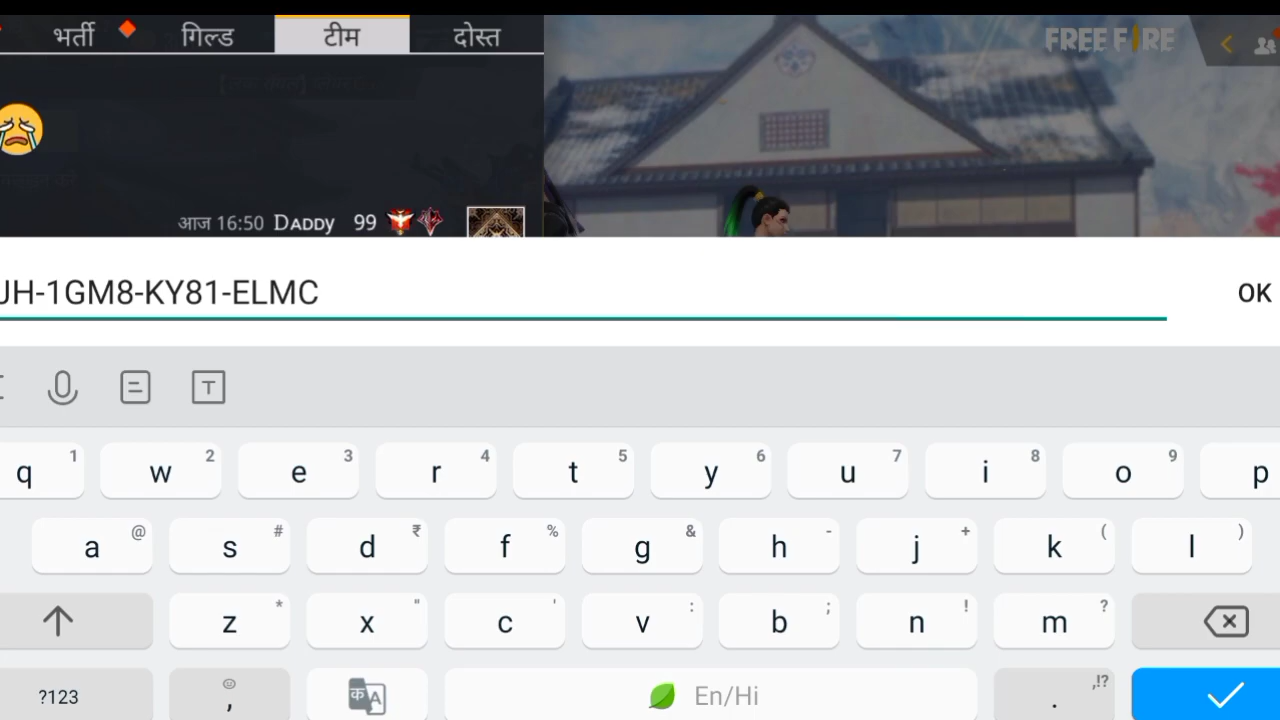 भर्ती गिल्ड टीम दोस्त
FREE FIRE
आज 16:50 DADDY 99
JH-1GM8-KY81-ELMC
OK
T
q 1 w 2 e 3 r 4 t 5 y 6 u 7 i 8 o 9 p
a @ s # d ₹ f % g & h - j + k ( l )
z * x " c ' v : b ; n ! m ?
?123 , क A En/Hi . ,!?